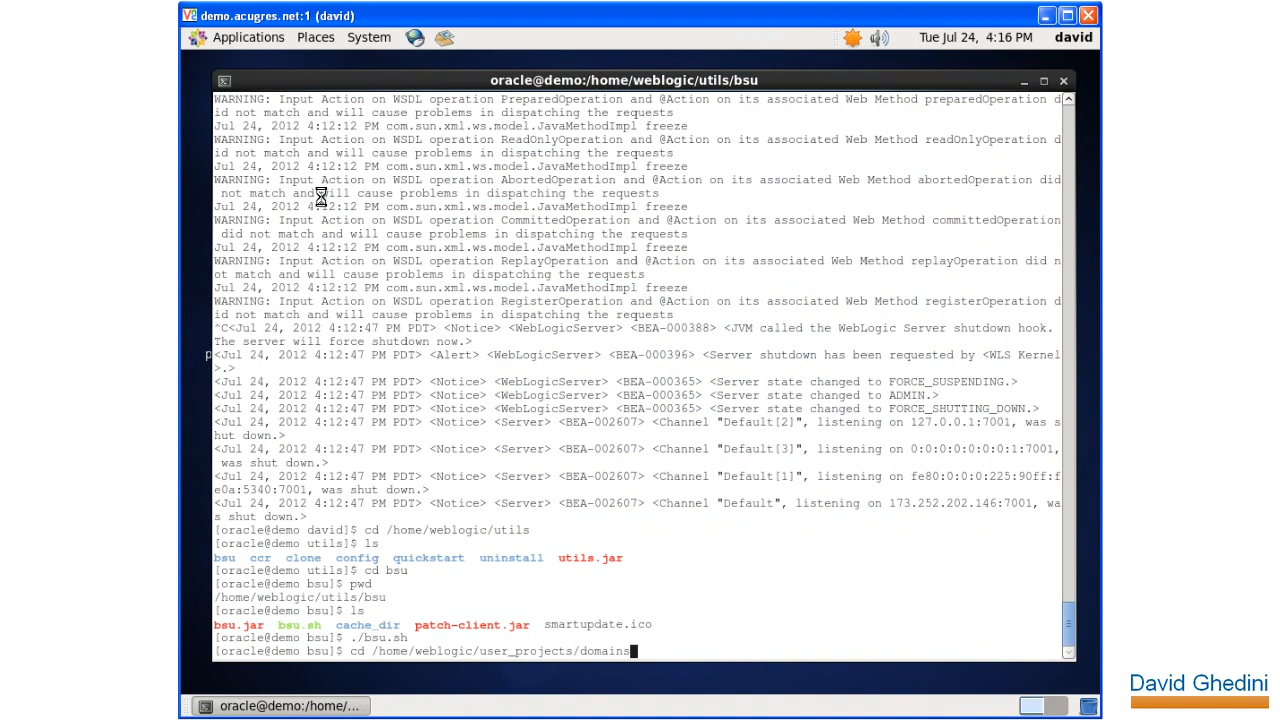 demo.acugres.net:1 (david)
Applications Places System Tue Jul 24, 4:16 PM david
oracle@demo:/home/weblogic/utils/bsu
WARNING: Input Action on WSDL operation PreparedOperation and @Action on its associated Web Method preparedOperation d
id not match and will cause problems in dispatching the requests
Jul 24, 2012 4:12:12 PM com.sun.xml.ws.model.JavaMethodImpl freeze
WARNING: Input Action on WSDL operation ReadOnlyOperation and @Action on its associated Web Method readOnlyOperation d
id not match and will cause problems in dispatching the requests
Jul 24, 2012 4:12:12 PM com.sun.xml.ws.model.JavaMethodImpl freeze
WARNING: Input Action on WSDL operation AbortedOperation and @Action on its associated Web Method abortedOperation did
not match and will cause problems in dispatching the requests
Jul 24, 2012 4:12:12 PM com.sun.xml.ws.model.JavaMethodImpl freeze
WARNING: Input Action on WSDL operation CommittedOperation and @Action on its associated Web Method committedOperation
did not match and will cause problems in dispatching the requests
Jul 24, 2012 4:12:12 PM com.sun.xml.ws.model.JavaMethodImpl freeze
WARNING: Input Action on WSDL operation ReplayOperation and @Action on its associated Web Method replayOperation did n
ot match and will cause problems in dispatching the requests
Jul 24, 2012 4:12:12 PM com.sun.xml.ws.model.JavaMethodImpl freeze
WARNING: Input Action on WSDL operation RegisterOperation and @Action on its associated Web Method registerOperation d
id not match and will cause problems in dispatching the requests
^C<Jul 24, 2012 4:12:47 PM PDT> <Notice> <WebLogicServer> <BEA-000388> <JVM called the WebLogic Server shutdown hook.
The server will force shutdown now.>
p<Jul 24, 2012 4:12:47 PM PDT> <Alert> <WebLogicServer> <BEA-000396> <Server shutdown has been requested by <WLS Kernel
>.>
<Jul 24, 2012 4:12:47 PM PDT> <Notice> <WebLogicServer> <BEA-000365> <Server state changed to FORCE_SUSPENDING.>
<Jul 24, 2012 4:12:47 PM PDT> <Notice> <WebLogicServer> <BEA-000365> <Server state changed to ADMIN.>
<Jul 24, 2012 4:12:47 PM PDT> <Notice> <WebLogicServer> <BEA-000365> <Server state changed to FORCE_SHUTTING_DOWN.>
<Jul 24, 2012 4:12:47 PM PDT> <Notice> <Server> <BEA-002607> <Channel "Default[2]", listening on 127.0.0.1:7001, was s
hut down.>
<Jul 24, 2012 4:12:47 PM PDT> <Notice> <Server> <BEA-002607> <Channel "Default[3]", listening on 0:0:0:0:0:0:0:1:7001,
was shut down.>
<Jul 24, 2012 4:12:47 PM PDT> <Notice> <Server> <BEA-002607> <Channel "Default[1]", listening on fe80:0:0:0:225:90ff:f
e0a:5340:7001, was shut down.>
<Jul 24, 2012 4:12:47 PM PDT> <Notice> <Server> <BEA-002607> <Channel "Default", listening on 173.252.202.146:7001, wa
s shut down.>
[oracle@demo david]$ cd /home/weblogic/utils
[oracle@demo utils]$ ls
bsu ccr clone config quickstart uninstall utils.jar
[oracle@demo utils]$ cd bsu
[oracle@demo bsu]$ pwd
/home/weblogic/utils/bsu
[oracle@demo bsu]$ ls
bsu.jar bsu.sh cache_dir patch-client.jar smartupdate.ico
[oracle@demo bsu]$ ./bsu.sh
[oracle@demo bsu]$ cd /home/weblogic/user_projects/domains
David Ghedini
oracle@demo:/home/...